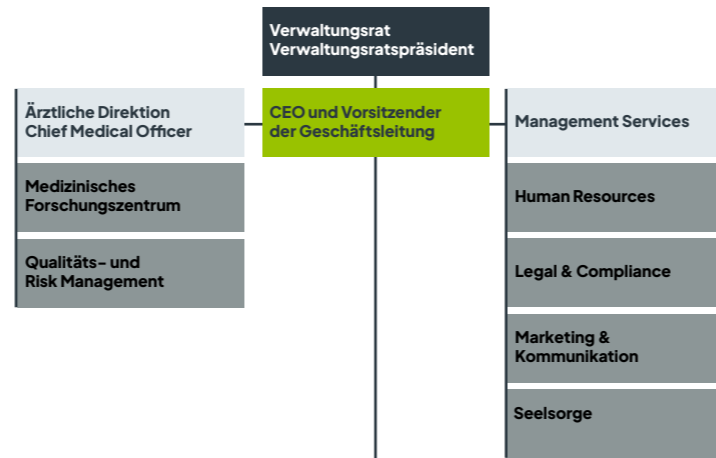 Verwaltungsrat
Verwaltungsratspräsident
Ärztliche Direktion
Chief Medical Officer
CEO und Vorsitzender
der Geschäftsleitung
Management Services
Medizinisches
Forschungszentrum
Qualitäts- und
Risk Management
Human Resources
Legal & Compliance
Marketing &
Kommunikation
Seelsorge